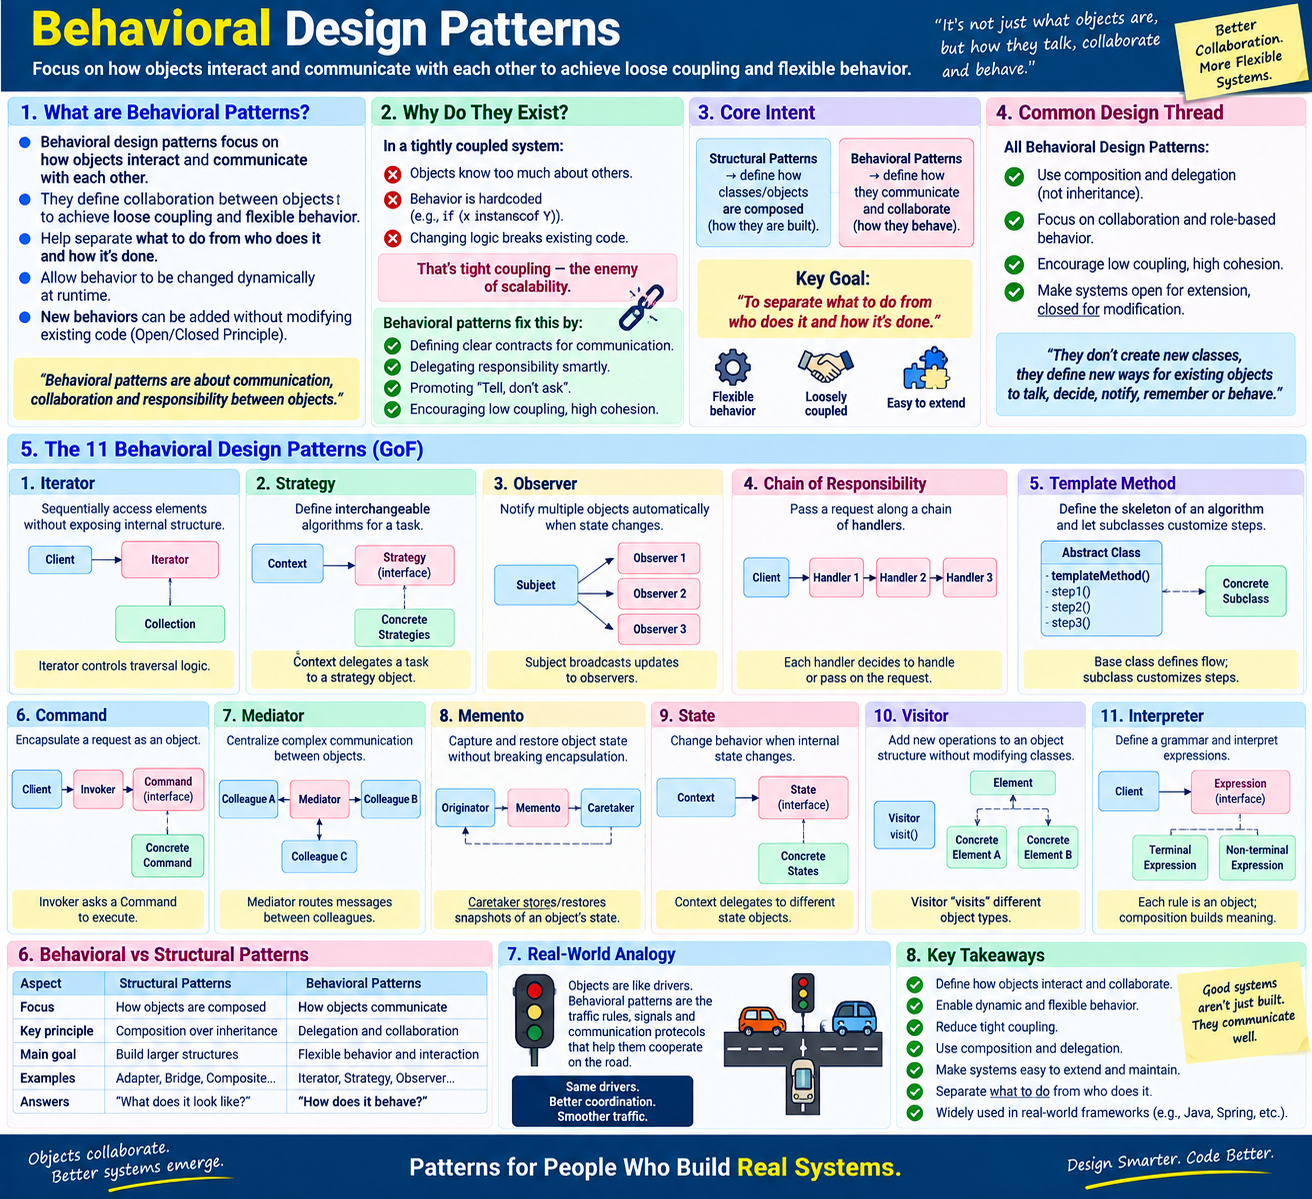 Behavioral Design Patterns
Focus on how objects interact and communicate with each other to achieve loose coupling and flexible behavior.
"It's not just what objects are,
but how they talk, collaborate
and behave."
Better
Collaboration.
More Flexible
Systems.
1. What are Behavioral Patterns?
Behavioral design patterns focus on
how objects interact and communicate
with each other.
They define collaboration between objects
to achieve loose coupling and flexible behavior.
Help separate what to do from who does it
and how it's done.
Allow behavior to be changed dynamically
at runtime.
New behaviors can be added without modifying
existing code (Open/Closed Principle).
"Behavioral patterns are about communication,
collaboration and responsibility between objects."
2. Why Do They Exist?
In a tightly coupled system:
Objects know too much about others.
Behavior is hardcoded
(e.g., if (x instanscof Y)).
Changing logic breaks existing code.
That's tight coupling — the enemy
of scalability.
Behavioral patterns fix this by:
Defining clear contracts for communication.
Delegating responsibility smartly.
Promoting "Tell, don't ask".
Encouraging low coupling, high cohesion.
3. Core Intent
Structural Patterns
→ define how
classes/objects
are composed
(how they are built).
Behavioral Patterns
→ define how
they communicate
and collaborate
(how they behave).
Key Goal:
"To separate what to do from
who does it and how it's done."
Flexible
behavior
Loosely
coupled
Easy to extend
4. Common Design Thread
All Behavioral Design Patterns:
Use composition and delegation
(not inheritance).
Focus on collaboration and role-based
behavior.
Encourage low coupling, high cohesion.
Make systems open for extension,
closed for modification.
"They don't create new classes,
they define new ways for existing objects
to talk, decide, notify, remember or behave."
5. The 11 Behavioral Design Patterns (GoF)
1. Iterator
Sequentially access elements
without exposing internal structure.
Client
Iterator
Collection
Iterator controls traversal logic.
2. Strategy
Define interchangeable
algorithms for a task.
Context
Strategy
(interface)
Concrete
Strategies
Context delegates a task
to a strategy object.
3. Observer
Notify multiple objects automatically
when state changes.
Subject
Observer 1
Observer 2
Observer 3
Subject broadcasts updates
to observers.
4. Chain of Responsibility
Pass a request along a chain
of handlers.
Client
Handler 1
Handler 2
Handler 3
Each handler decides to handle
or pass on the request.
5. Template Method
Define the skeleton of an algorithm
and let subclasses customize steps.
Abstract Class
- templateMethod()
- step1()
- step2()
- step3()
Concrete
Subclass
Base class defines flow;
subclass customizes steps.
6. Command
Encapsulate a request as an object.
Client
Invoker
Command
(interface)
Concrete
Command
Invoker asks a Command
to execute.
7. Mediator
Centralize complex communication
between objects.
Colleague A
Mediator
Colleague B
Colleague C
Mediator routes messages
between colleagues.
8. Memento
Capture and restore object state
without breaking encapsulation.
Originator
Memento
Caretaker
Caretaker stores/restores
snapshots of an object's state.
9. State
Change behavior when internal
state changes.
Context
State
(interface)
Concrete
States
Context delegates to different
state objects.
10. Visitor
Add new operations to an object
structure without modifying classes.
Element
Visitor
visit()
Concrete
Element A
Concrete
Element B
Visitor "visits" different
object types.
11. Interpreter
Define a grammar and interpret
expressions.
Client
Expression
(interface)
Terminal
Expression
Non-terminal
Expression
Each rule is an object;
composition builds meaning.
6. Behavioral vs Structural Patterns
Aspect Structural Patterns Behavioral Patterns
Focus How objects are composed How objects communicate
Key principle Composition over inheritance Delegation and collaboration
Main goal Build larger structures Flexible behavior and interaction
Examples Adapter, Bridge, Composite... Iterator, Strategy, Observer...
Answers "What does it look like?" "How does it behave?"
7. Real-World Analogy
Objects are like drivers.
Behavioral patterns are the
traffic rules, signals and
communication protecols
that help them cooperate
on the road.
Same drivers.
Better coordination.
Smoother traffic.
8. Key Takeaways
Define how objects interact and collaborate.
Enable dynamic and flexible behavior.
Reduce tight coupling.
Use composition and delegation.
Make systems easy to extend and maintain.
Separate what to do from who does it.
Widely used in real-world frameworks (e.g., Java, Spring, etc.).
Good systems
aren't just built.
They communicate
well.
Objects collaborate.
Better systems emerge.
Patterns for People Who Build Real Systems.
Design Smarter. Code Better.